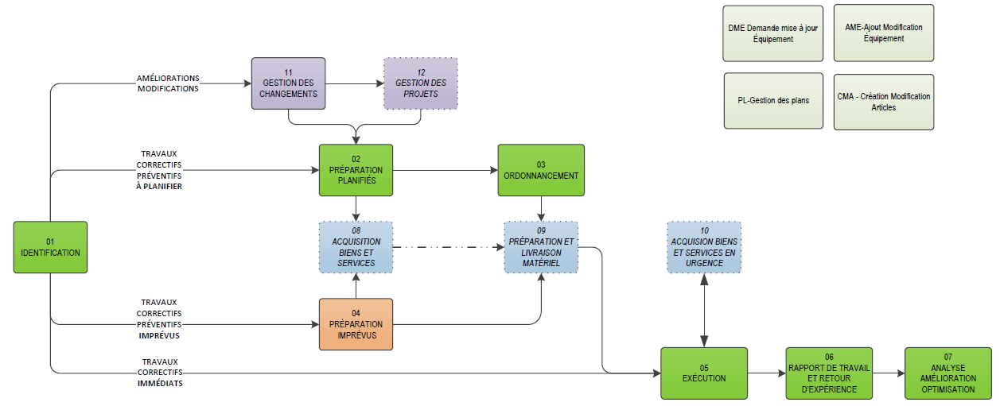 DME Demande mise à jour
Équipement
AME-Ajout Modification
Équipement
PL-Gestion des plans
CMA - Création Modification
Articles
AMÉLIORATIONS
MODIFICATIONS
11
GESTION DES
CHANGEMENTS
12
GESTION DES
PROJETS
TRAVAUX
CORRECTIFS
PRÉVENTIFS
À PLANIFIER
02
PRÉPARATION
PLANIFIÉS
03
ORDONNANCEMENT
01
IDENTIFICATION
08
ACQUISITION
BIENS ET
SERVICES
09
PRÉPARATION ET
LIVRAISON
MATÉRIEL
10
ACQUISION BIENS
ET SERVICES EN
URGENCE
TRAVAUX
CORRECTIFS
PRÉVENTIFS
IMPRÉVUS
04
PRÉPARATION
IMPRÉVUS
TRAVAUX
CORRECTIFS
IMMÉDIATS
05
EXÉCUTION
06
RAPPORT DE TRAVAIL
ET RETOUR
D'EXPÉRIENCE
07
ANALYSE
AMÉLIORATION
OPTIMISATION